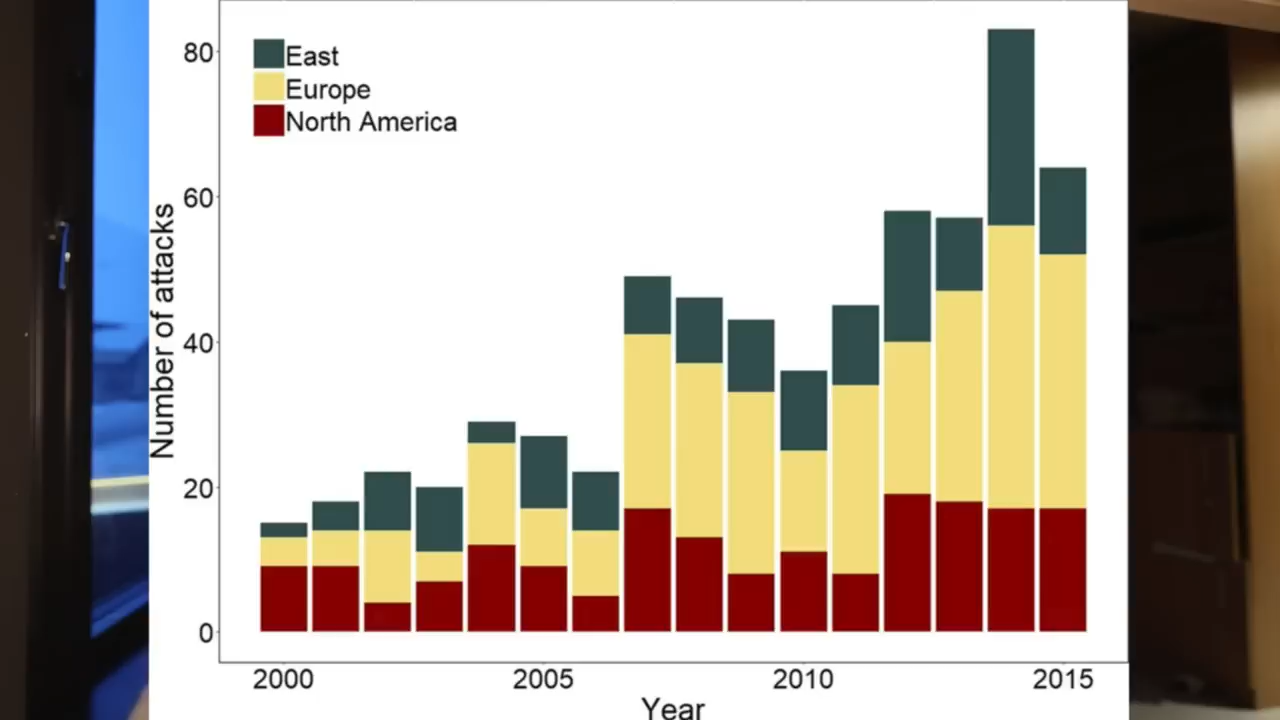 80
East
Europe
North America
60
Number of attacks
40
20
0
2000 2005 2010 2015
Year